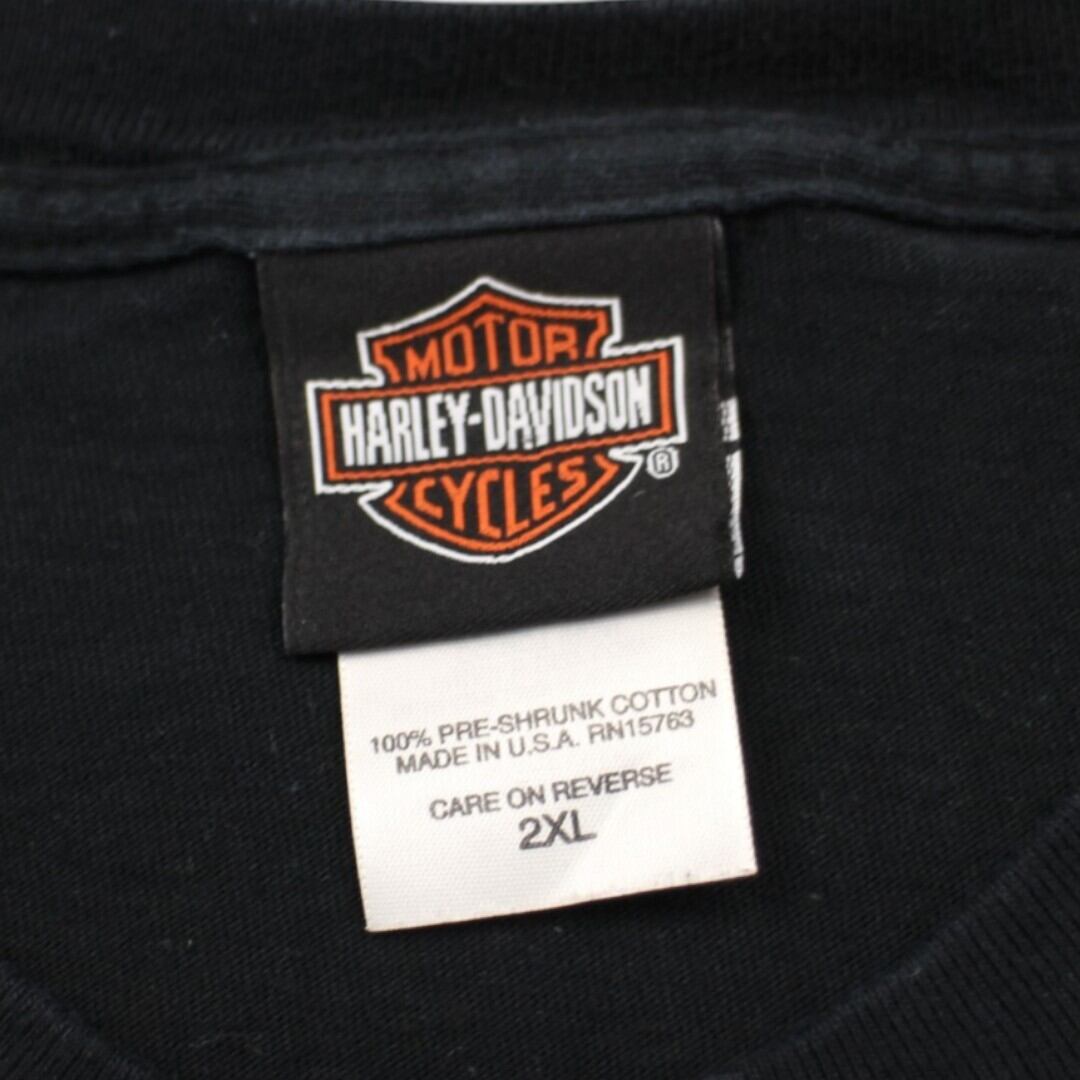 MOTOR
HARLEY-DAVIDSON
CYCLES
®
100% PRE-SHRUNK COTTON
MADE IN U.S.A. RN15763
CARE ON REVERSE
2XL